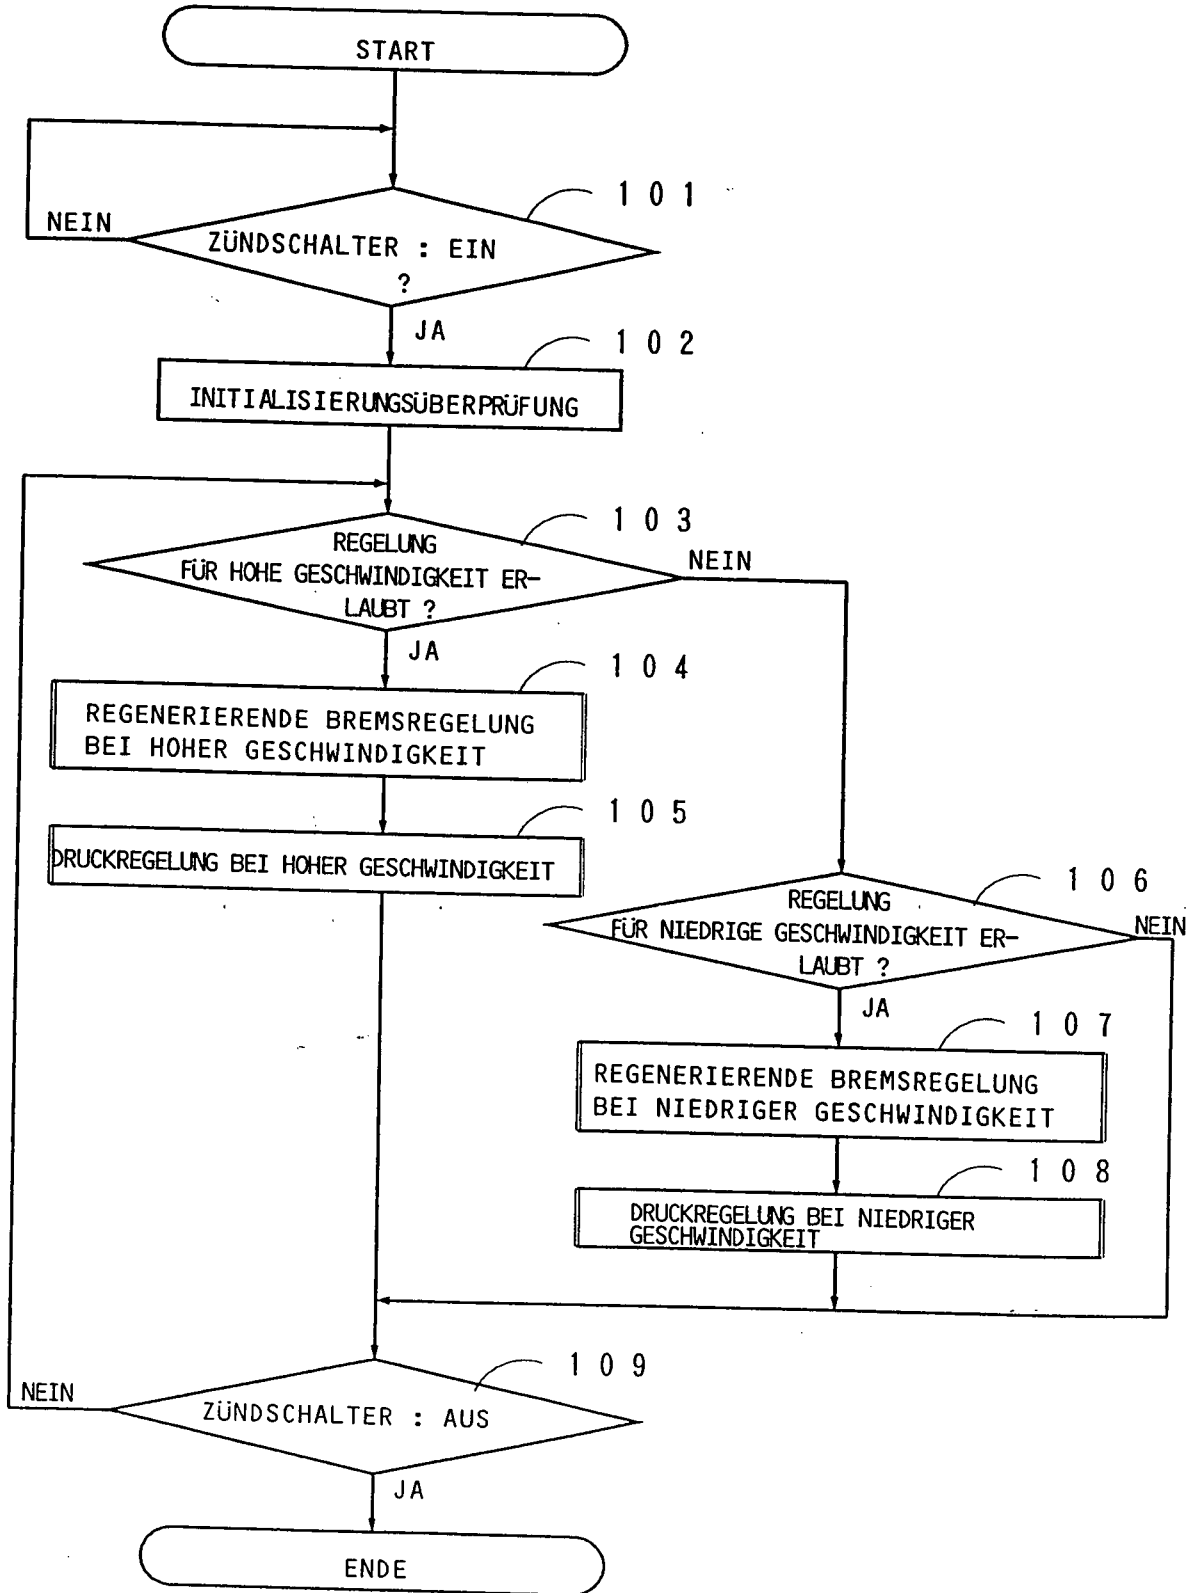 START
101
NEIN
ZÜNDSCHALTER : EIN
?
JA
102
INITIALISIERUNGSÜBERPRÜFUNG
103
REGELUNG
FÜR HOHE GESCHWINDIGKEIT ER-
LAUBT ?
NEIN
JA
104
REGENERIERENDE BREMSREGELUNG
BEI HOHER GESCHWINDIGKEIT
105
DRUCKREGELUNG BEI HOHER GESCHWINDIGKEIT
106
REGELUNG
FÜR NIEDRIGE GESCHWINDIGKEIT ER-
LAUBT ?
NEIN
JA
107
REGENERIERENDE BREMSREGELUNG
BEI NIEDRIGER GESCHWINDIGKEIT
108
DRUCKREGELUNG BEI NIEDRIGER
GESCHWINDIGKEIT
109
NEIN
ZÜNDSCHALTER : AUS
JA
ENDE